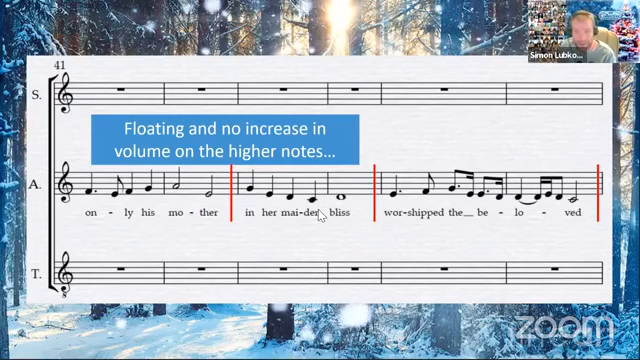 Simon Lubko...
41
S.
Floating and no increase in
volume on the higher notes...
A.
on - ly his mo - ther in her mai-den bliss wor-shipped the__ be - lo - ved
T.
8
zoom